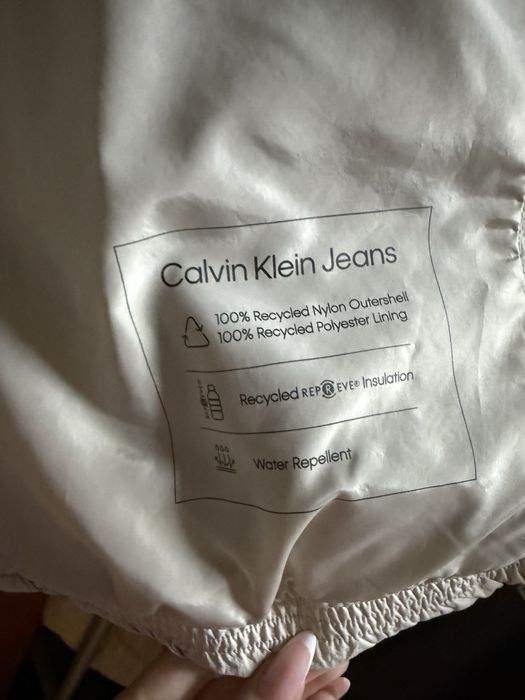 Calvin Klein Jeans
100% Recycled Nylon Outershell
100% Recycled Polyester Lining
Recycled REPREVE® Insulation
Water Repellent